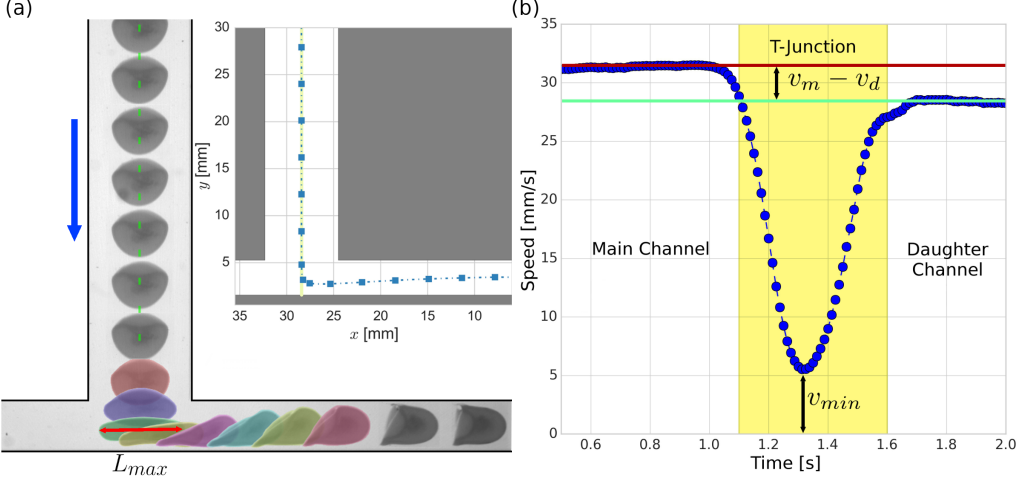 (a)
30
25
20
15
10
5
0
y [mm]
35 30 25 20 15 10
x [mm]
L_max
(b)
35
30
25
20
15
10
5
0
Speed [mm/s]
T-Junction
v_m − v_d
Main Channel
Daughter
Channel
v_min
0.6 0.8 1.0 1.2 1.4 1.6 1.8 2.0
Time [s]